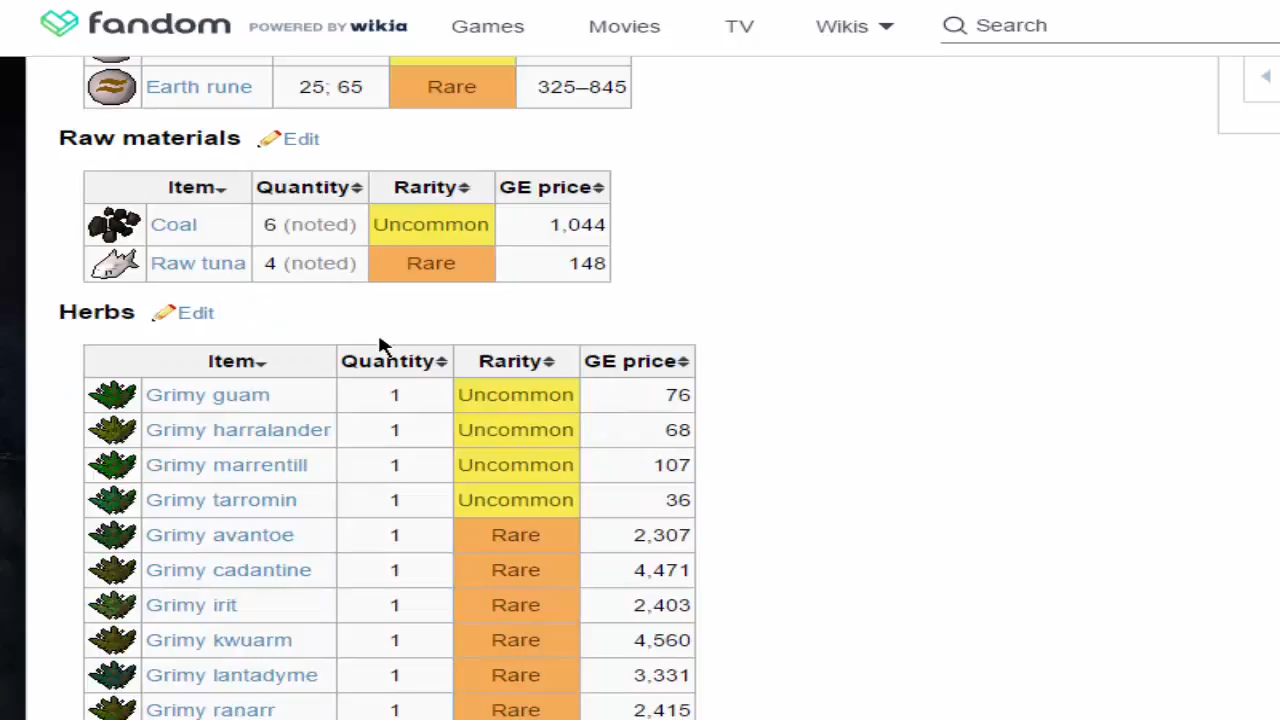 fandom POWERED BY wikia Games Movies TV Wikis Search
Earth rune 25; 65 Rare 325–845
Raw materials Edit
Item Quantity Rarity GE price
Coal 6 (noted) Uncommon 1,044
Raw tuna 4 (noted) Rare 148
Herbs Edit
Item Quantity Rarity GE price
Grimy guam 1 Uncommon 76
Grimy harralander 1 Uncommon 68
Grimy marrentill 1 Uncommon 107
Grimy tarromin 1 Uncommon 36
Grimy avantoe 1 Rare 2,307
Grimy cadantine 1 Rare 4,471
Grimy irit 1 Rare 2,403
Grimy kwuarm 1 Rare 4,560
Grimy lantadyme 1 Rare 3,331
Grimy ranarr 1 Rare 2,415